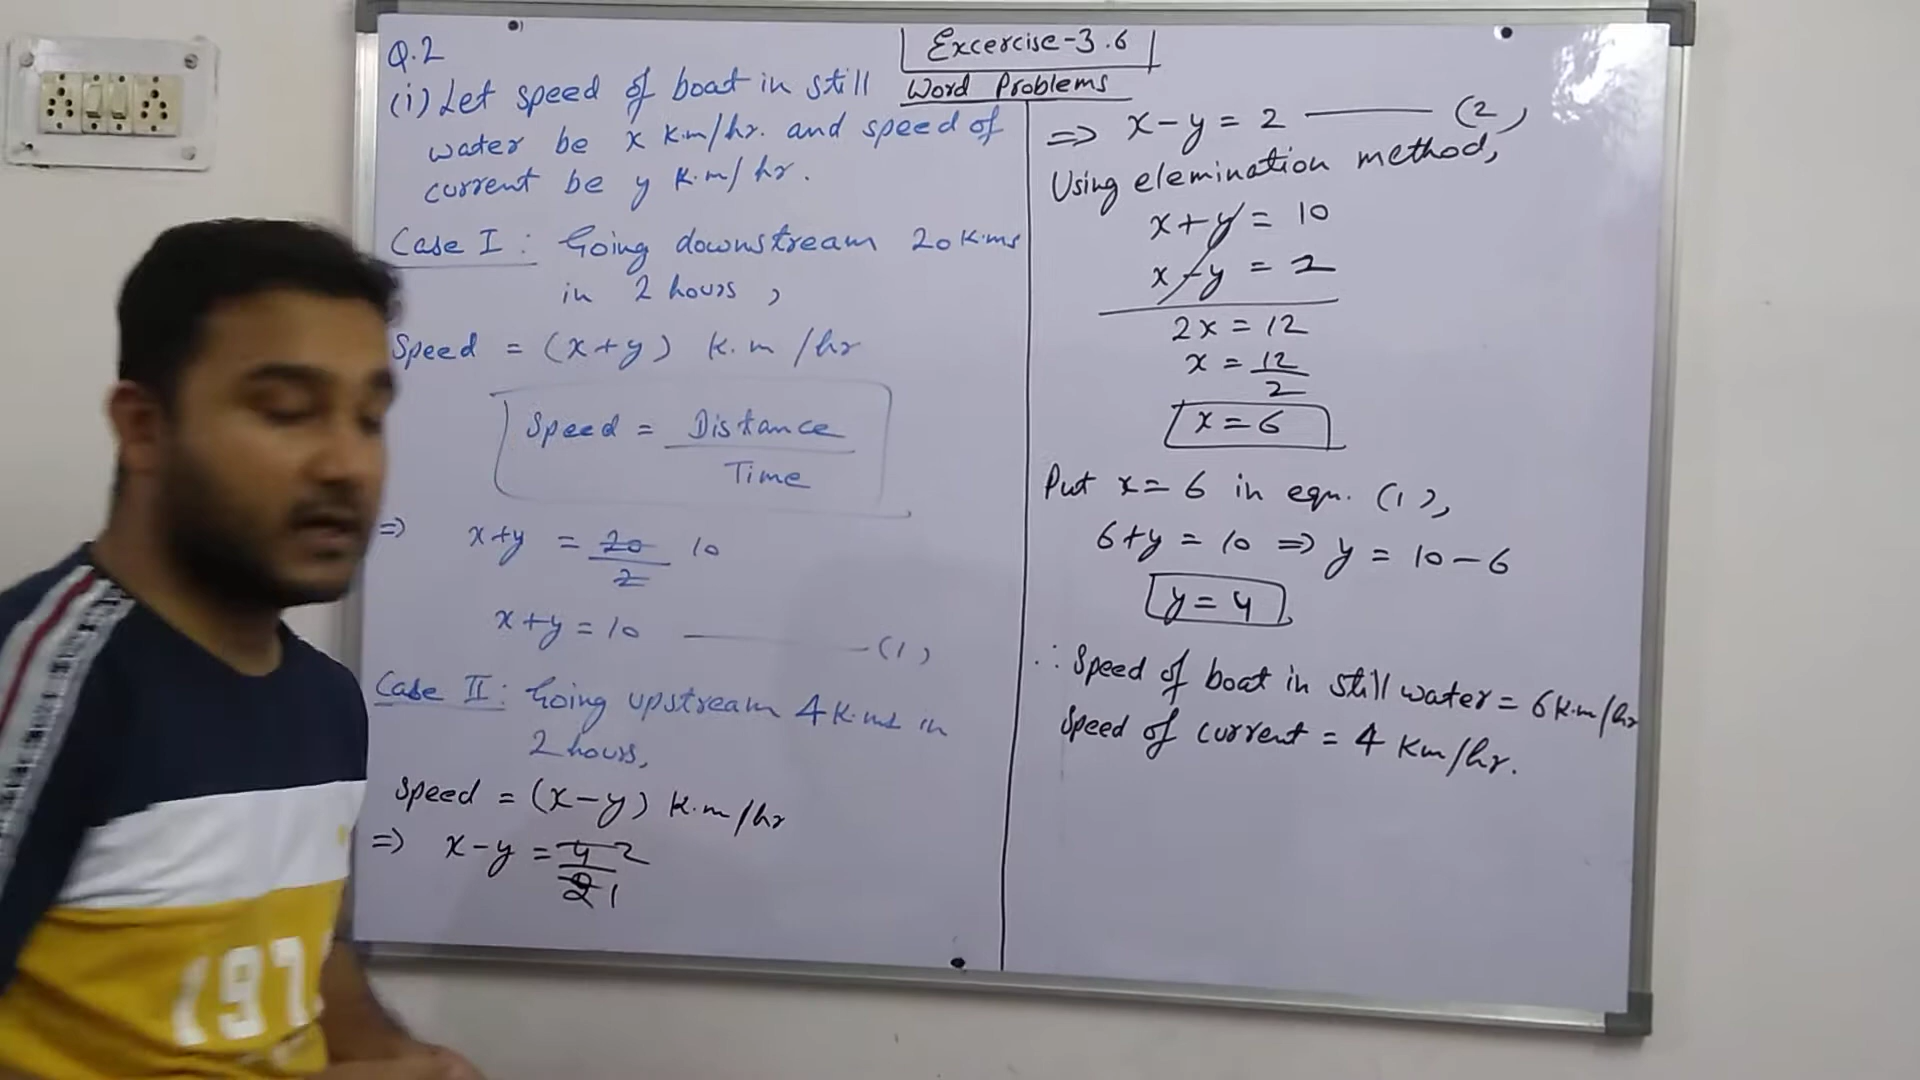 Excercise-3.6
Word Problems
Q.2
(i) Let speed of boat in still
water be x k.m/hr. and speed of
current be y k.m/hr.
Case I : Going downstream 20 k.ms
in 2 hours,
Speed = (x+y) k.m/hr
Speed = Distance
Time
=> x+y = 20 10
2
x+y=10 ——— (1)
Case II : Going upstream 4 k.ms in
2 hours,
Speed = (x-y) k.m/hr
=> x-y = 4 2
2 1
=> x-y = 2 ——— (2)
Using elemination method,
x+y = 10
x-y = 2
2x = 12
x = 12
2
x=6
Put x=6 in eqn. (1),
6+y = 10 => y = 10-6
y=4
∴ Speed of boat in still water = 6 k.m/hr
Speed of current = 4 km/hr.
197